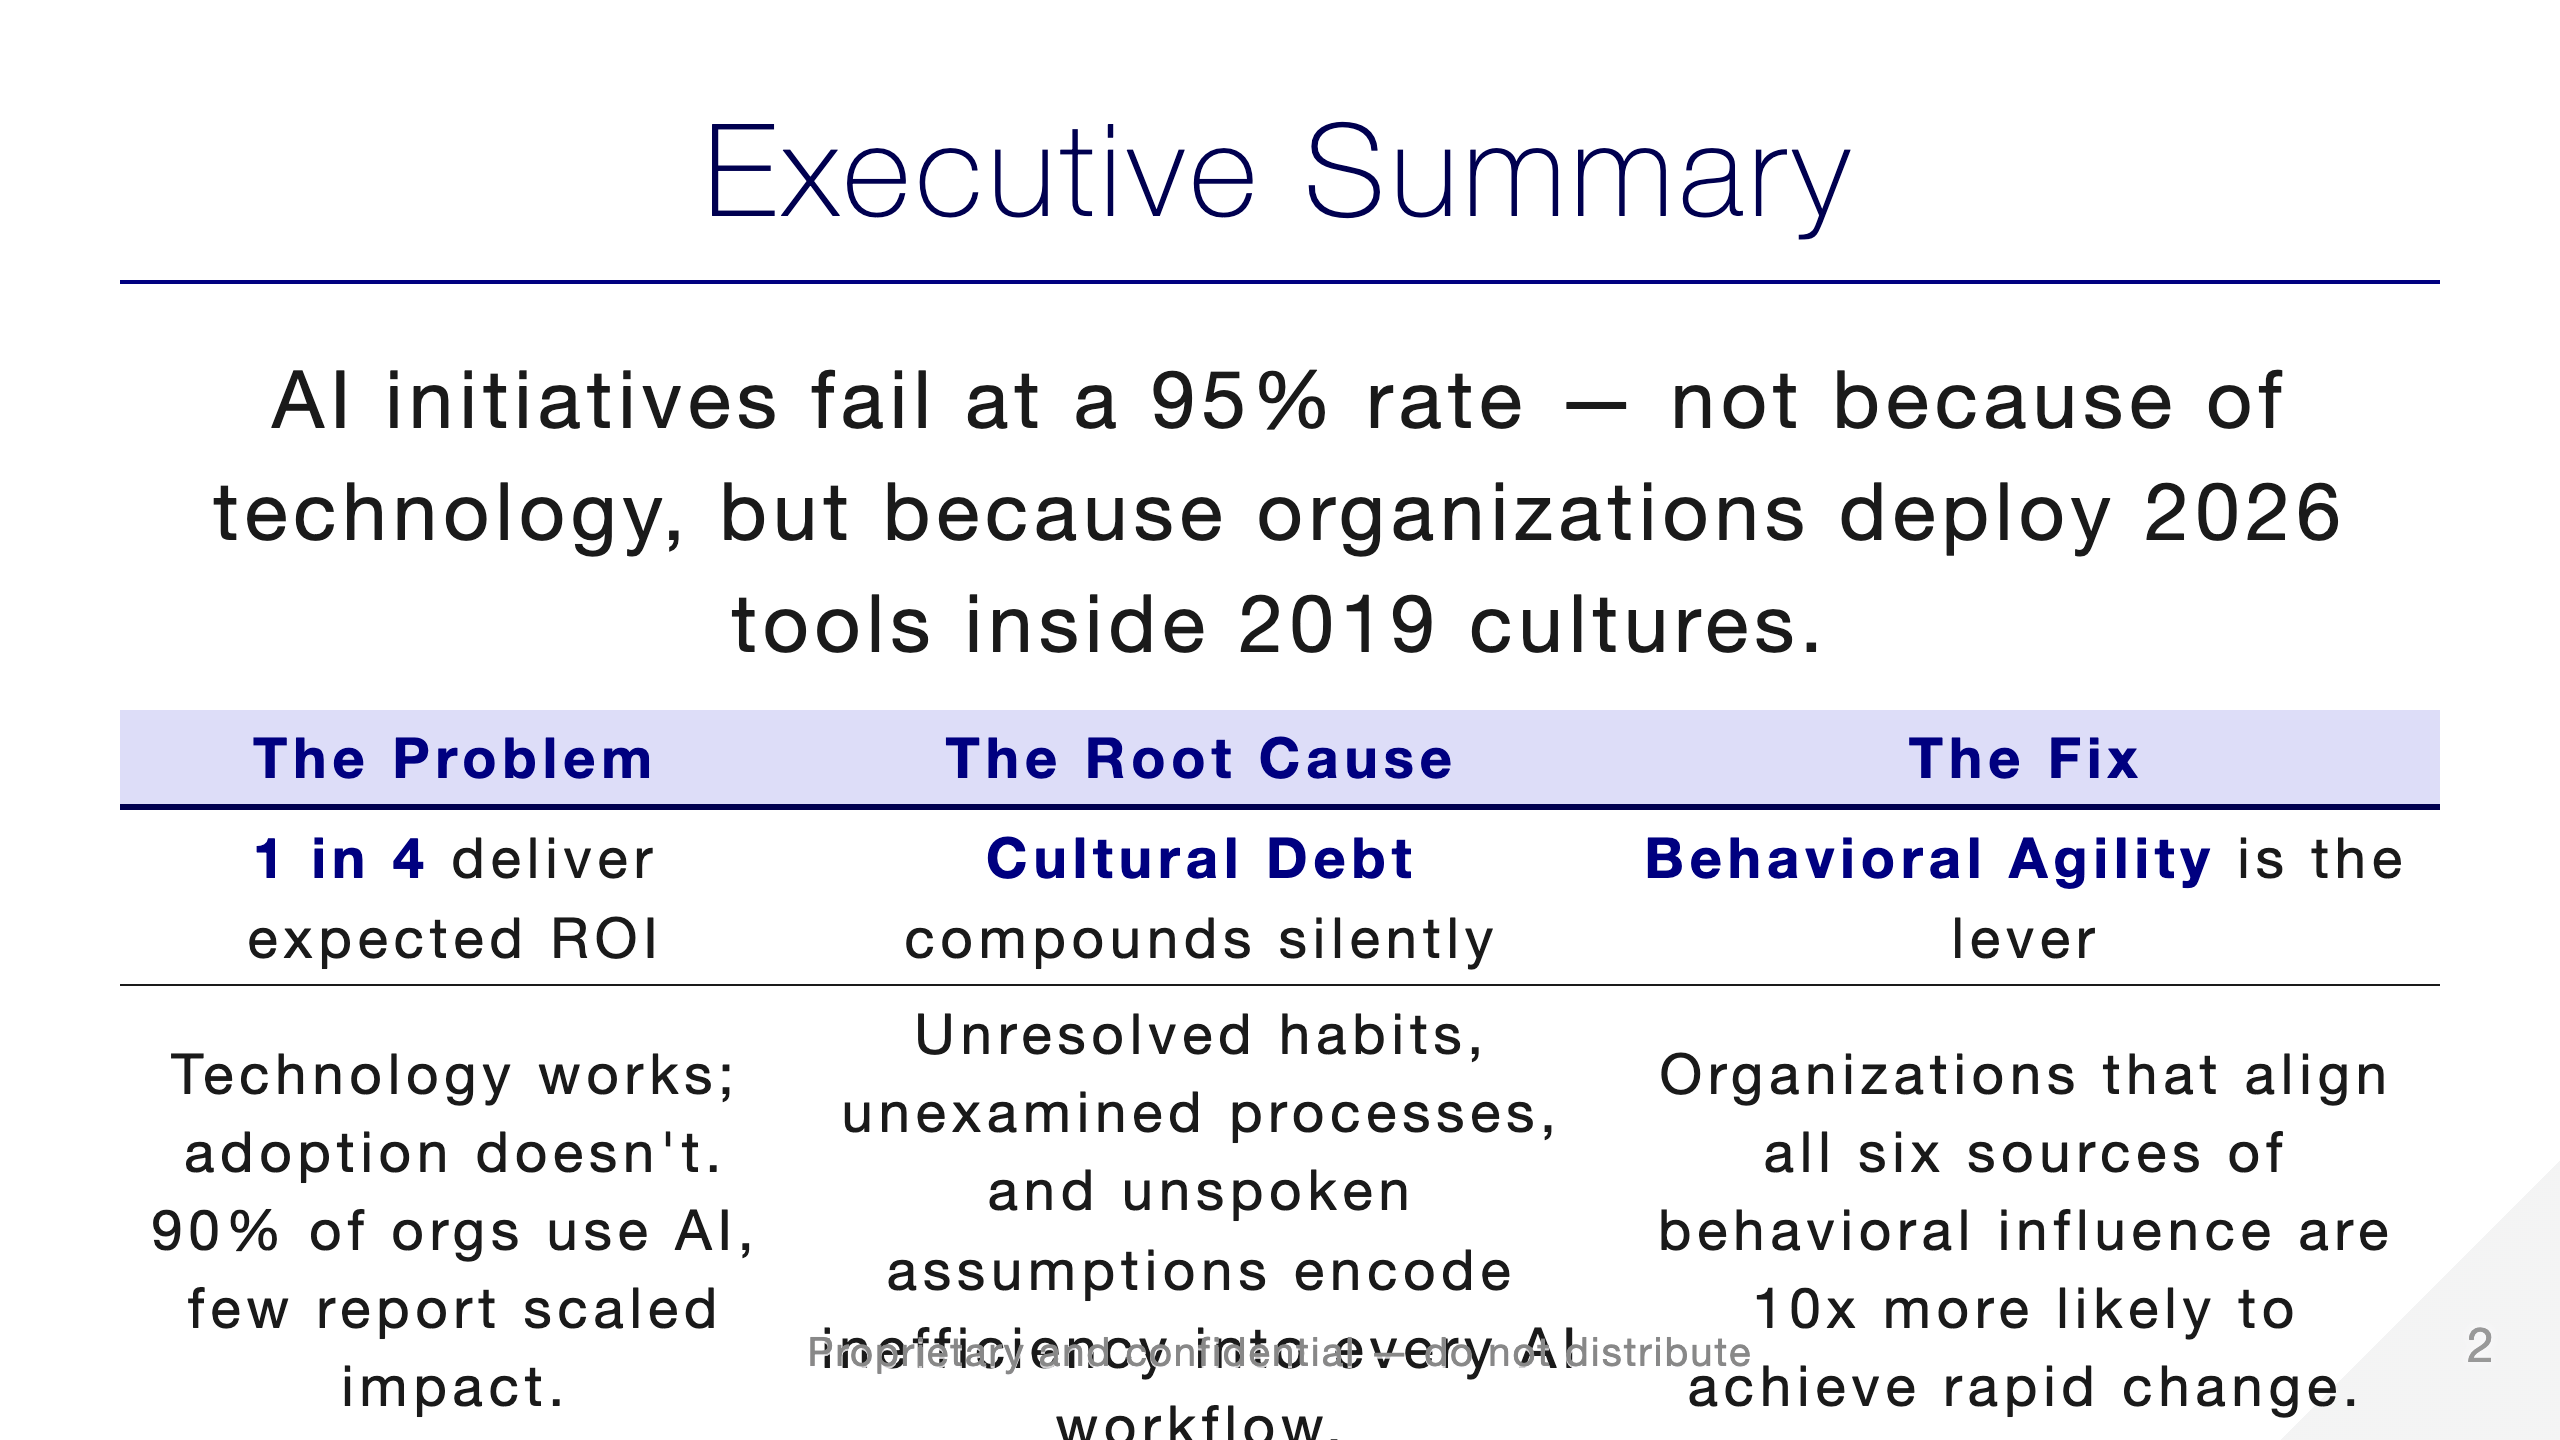 Executive Summary
AI initiatives fail at a 95% rate — not because of
technology, but because organizations deploy 2026
tools inside 2019 cultures.
The Problem
The Root Cause
The Fix
1 in 4 deliver
expected ROI
Cultural Debt
compounds silently
Behavioral Agility is the
lever
Technology works;
adoption doesn't.
90% of orgs use AI,
few report scaled
impact.
Unresolved habits,
unexamined processes,
and unspoken
assumptions encode
inefficiency into every AI
workflow.
Organizations that align
all six sources of
behavioral influence are
10x more likely to
achieve rapid change.
Proprietary and confidential — do not distribute
2